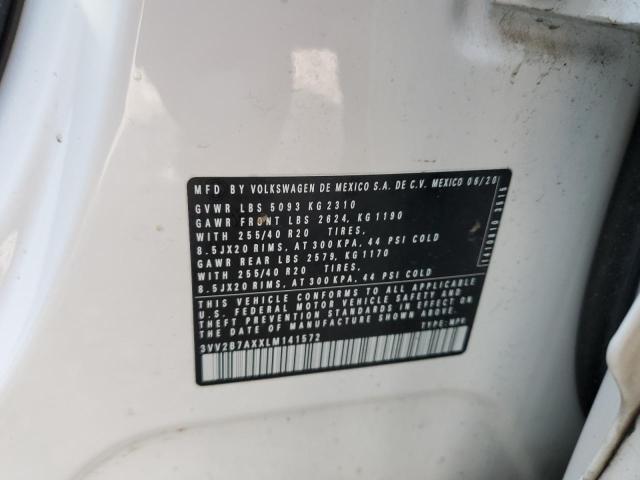 MFD BY VOLKSWAGEN DE MEXICO S.A. DE C.V. MEXICO 06/20
GVWR LBS 5093 KG 2310
GAWR FRONT LBS 2624, KG 1190
WITH 255/40 R20 TIRES,
8.5JX20 RIMS, AT 300 KPA, 44 PSI COLD
GAWR REAR LBS 2579, KG 1170
WITH 255/40 R20 TIRES,
8.5JX20 RIMS, AT 300 KPA, 44 PSI COLD
THIS VEHICLE CONFORMS TO ALL APPLICABLE
U.S. FEDERAL MOTOR VEHICLE SAFETY AND
THEFT PREVENTION STANDARDS IN EFFECT ON
THE DATE OF MANUFACTURE SHOWN ABOVE.
3VV2B7AXXLM141572 TYPE: MPV